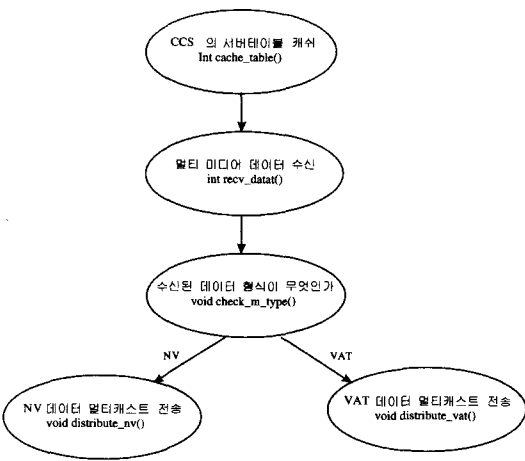 CCS 의 서버테이블 캐쉬
Int cache_table()
멀티 미디어 데이터 수신
int recv_datat()
수신된 데이터 형식이 무엇인가
void check_m_type()
NV
VAT
NV 데이터 멀티캐스트 전송
void distribute_nv()
VAT 데이터 멀티캐스트 전송
void distribute_vat()